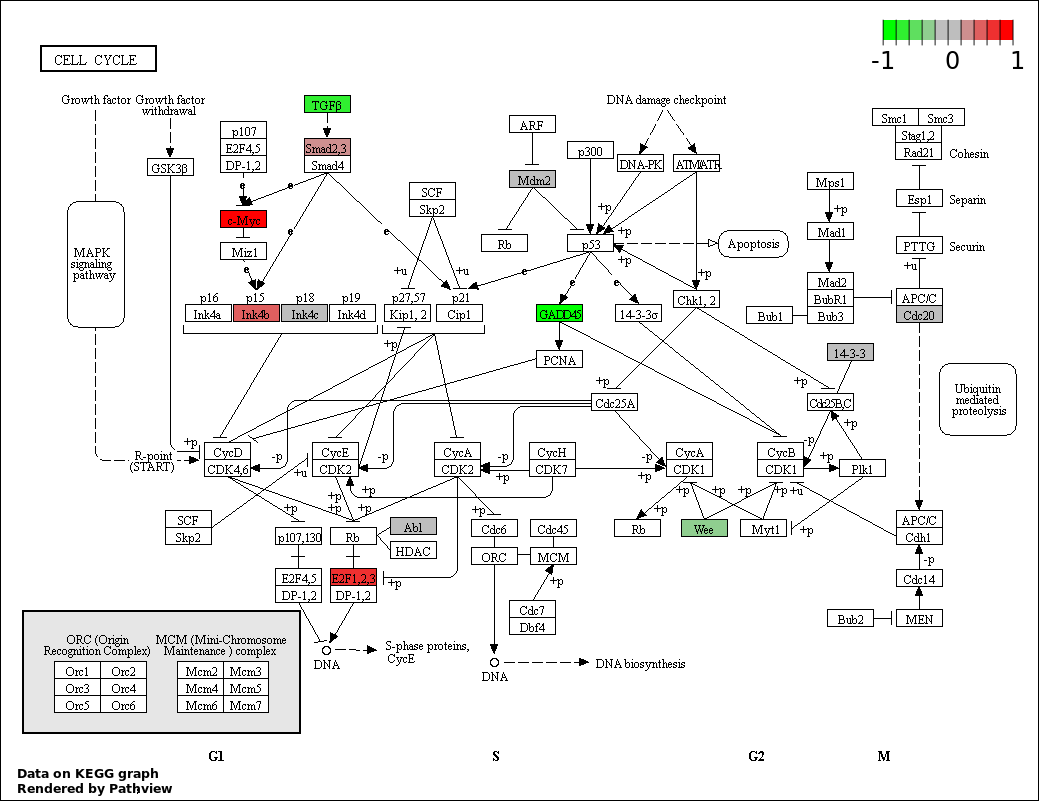 -1 0 1
CELL CYCLE
Growth factor
Growth factor
withdrawal
TGFβ
DNA damage checkpoint
p107
E2F4,5
DP-1,2
Smad2,3
Smad4
GSK3β
ARF
p300
DNA-PK
ATM/ATR
Smc1
Smc3
Stag1,2
Rad21
Cohesin
e
e
Mdm2
SCF
Skp2
Mps1
Esp1
Separin
+p
+p
c-Myc
Miz1
e
e
Rb
p53
+p
+p
Apoptosis
Mad1
PTTG
Securin
MAPK
signaling
pathway
e
+u
+u
e
e
e
+p
+u
Mad2
BubR1
Bub3
Bub1
APC/C
Cdc20
p16
Ink4a
p15
Ink4b
p18
Ink4c
p19
Ink4d
p27,57
Kip1, 2
p21
Cip1
GADD45
14-3-3σ
Chk1, 2
+p
PCNA
14-3-3
+p
+p
Cdc25A
Cdc25B,C
+p
Ubiquitin
mediated
proteolysis
R-point
(START)
+p
CycD
CDK4,6
-p
CycE
CDK2
-p
CycA
CDK2
-p
+p
CycH
CDK7
-p
+p
CycA
CDK1
CycB
CDK1
-p
+p
Plk1
+u
+p
+p
+p
+p
+p
+p
+p
+p
+p
+u
+p
SCF
Skp2
p107,130
Rb
Abl
HDAC
Cdc6
Cdc45
ORC
MCM
Rb
Wee
Myt1
APC/C
Cdh1
-p
E2F4,5
DP-1,2
E2F1,2,3
DP-1,2
+p
+p
Cdc7
Dbf4
Cdc14
Bub2
MEN
DNA
S-phase proteins,
CycE
DNA
DNA biosynthesis
ORC (Origin
Recognition Complex)
MCM (Mini-Chromosome
Maintenance ) complex
Orc1 Orc2
Orc3 Orc4
Orc5 Orc6
Mcm2 Mcm3
Mcm4 Mcm5
Mcm6 Mcm7
G1 S G2 M
Data on KEGG graph
Rendered by Pathview